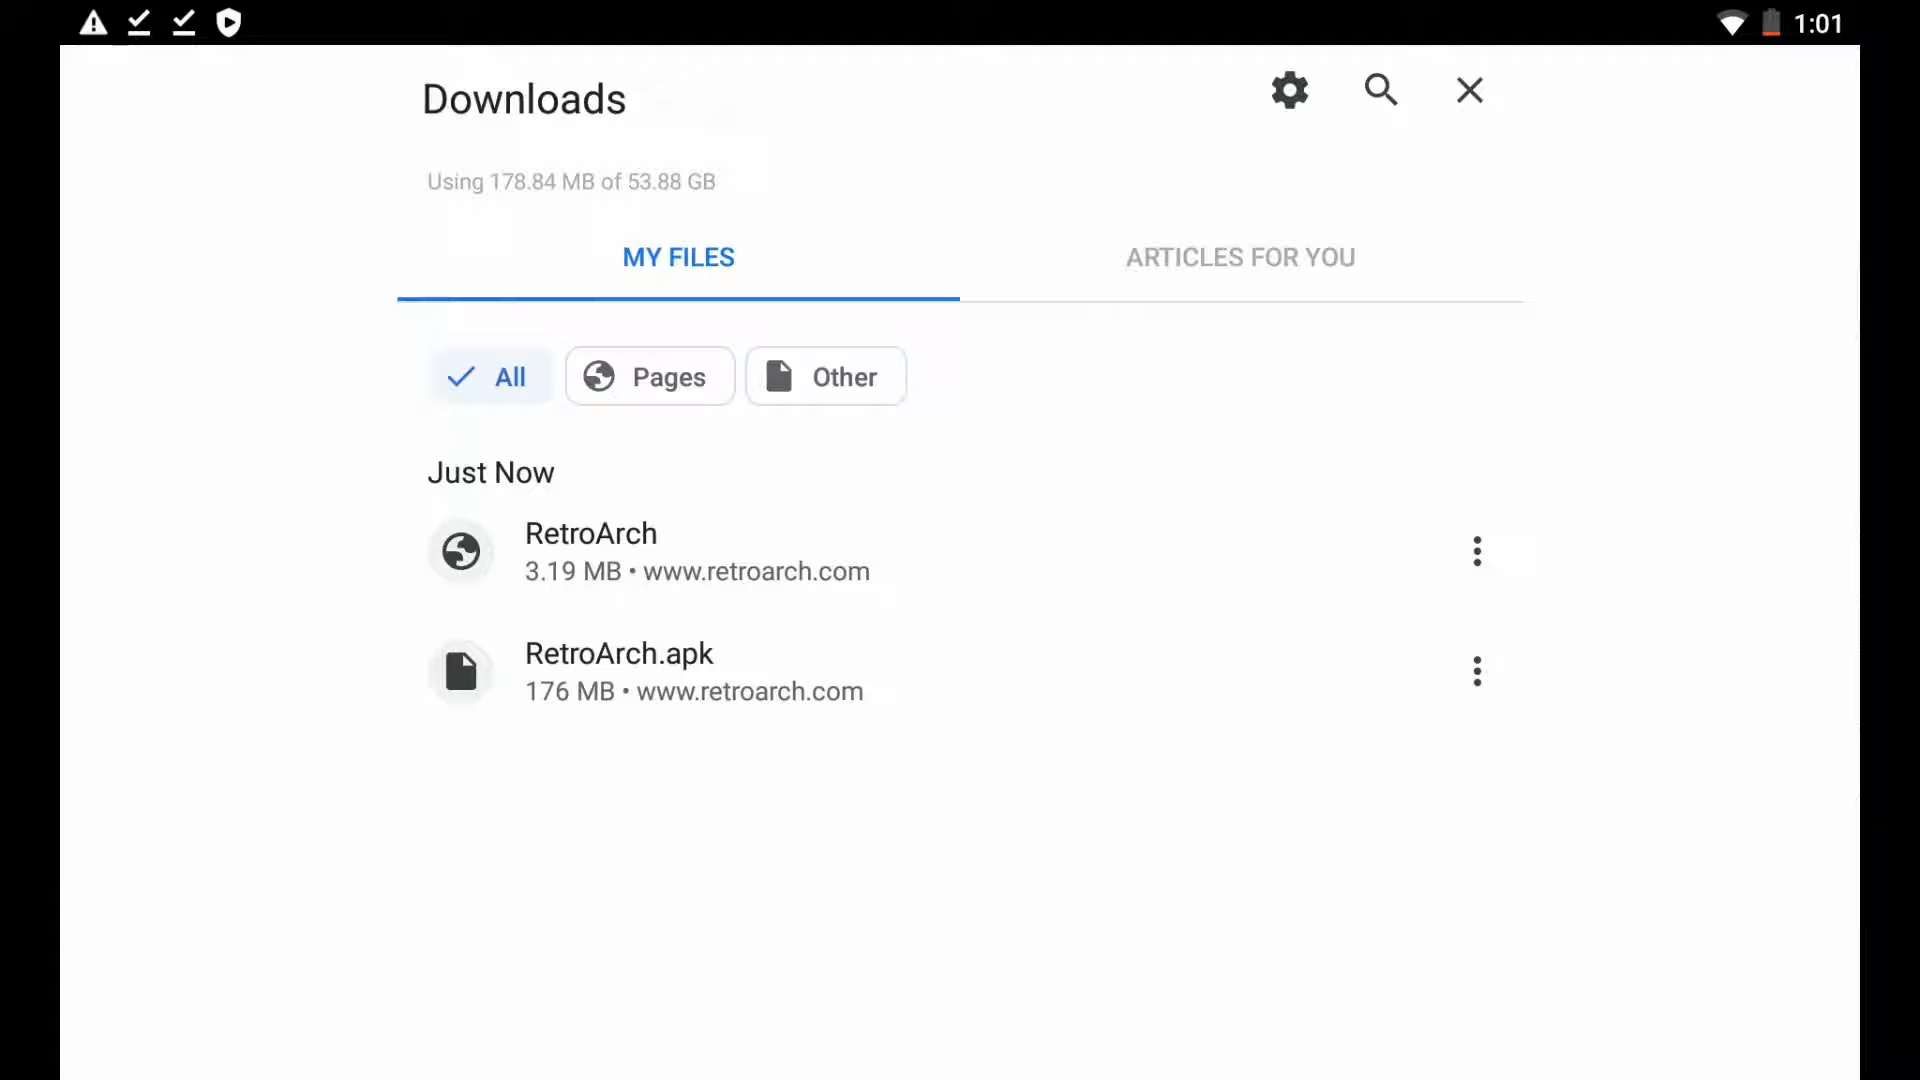 1:01
Downloads
Using 178.84 MB of 53.88 GB
MY FILES
ARTICLES FOR YOU
All
Pages
Other
Just Now
RetroArch
3.19 MB • www.retroarch.com
RetroArch.apk
176 MB • www.retroarch.com